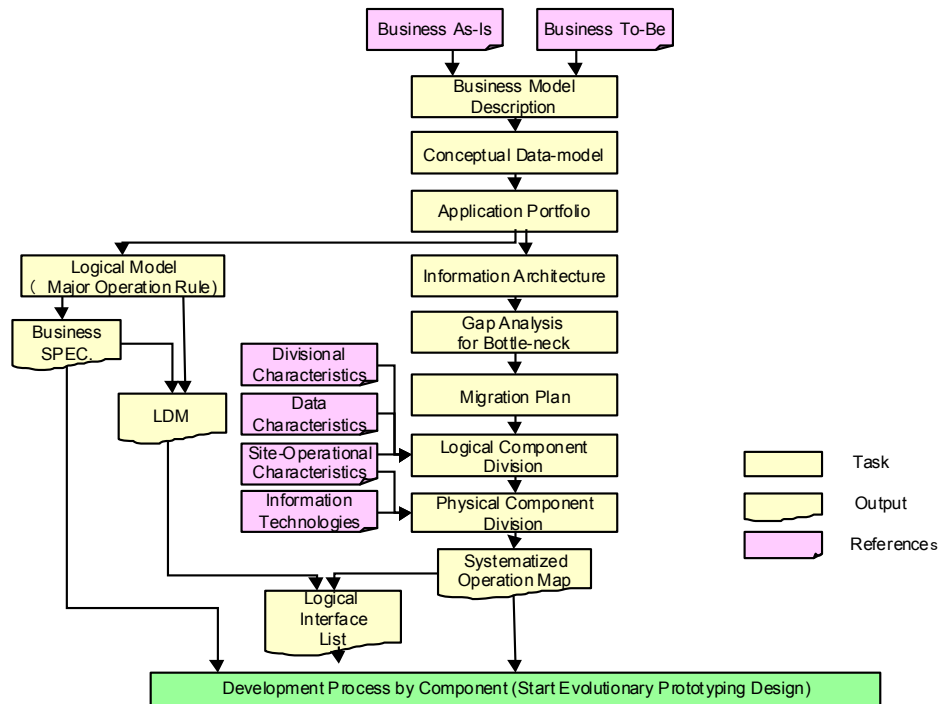 Business As-Is
Business To-Be
Business Model
Description
Conceptual Data-model
Application Portfolio
Logical Model
( Major Operation Rule)
Information Architecture
Business
SPEC.
Gap Analysis
for Bottle-neck
Divisional
Characteristics
Migration Plan
LDM
Data
Characteristics
Site-Operational
Characteristics
Logical Component
Division
Information
Technologies
Physical Component
Division
Systematized
Operation Map
Logical
Interface
List
Task
Output
References
Development Process by Component (Start Evolutionary Prototyping Design)